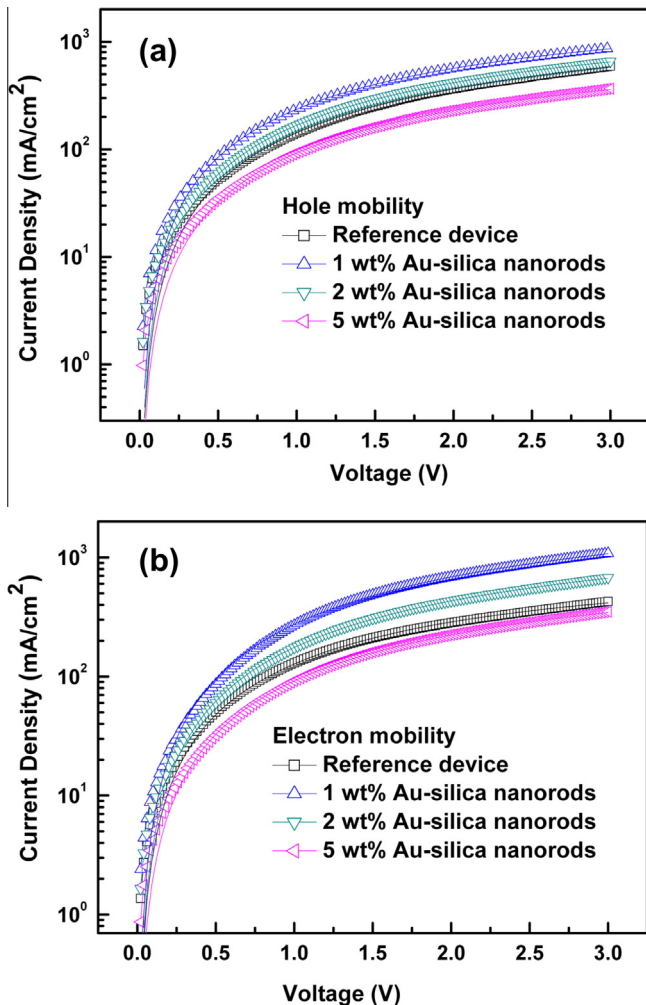 (a)
10³
10²
10¹
10⁰
Current Density (mA/cm²)
Hole mobility
Reference device
1 wt% Au-silica nanorods
2 wt% Au-silica nanorods
5 wt% Au-silica nanorods
0.0 0.5 1.0 1.5 2.0 2.5 3.0
Voltage (V)
(b)
10³
10²
10¹
10⁰
Current Density (mA/cm²)
Electron mobility
Reference device
1 wt% Au-silica nanorods
2 wt% Au-silica nanorods
5 wt% Au-silica nanorods
0.0 0.5 1.0 1.5 2.0 2.5 3.0
Voltage (V)